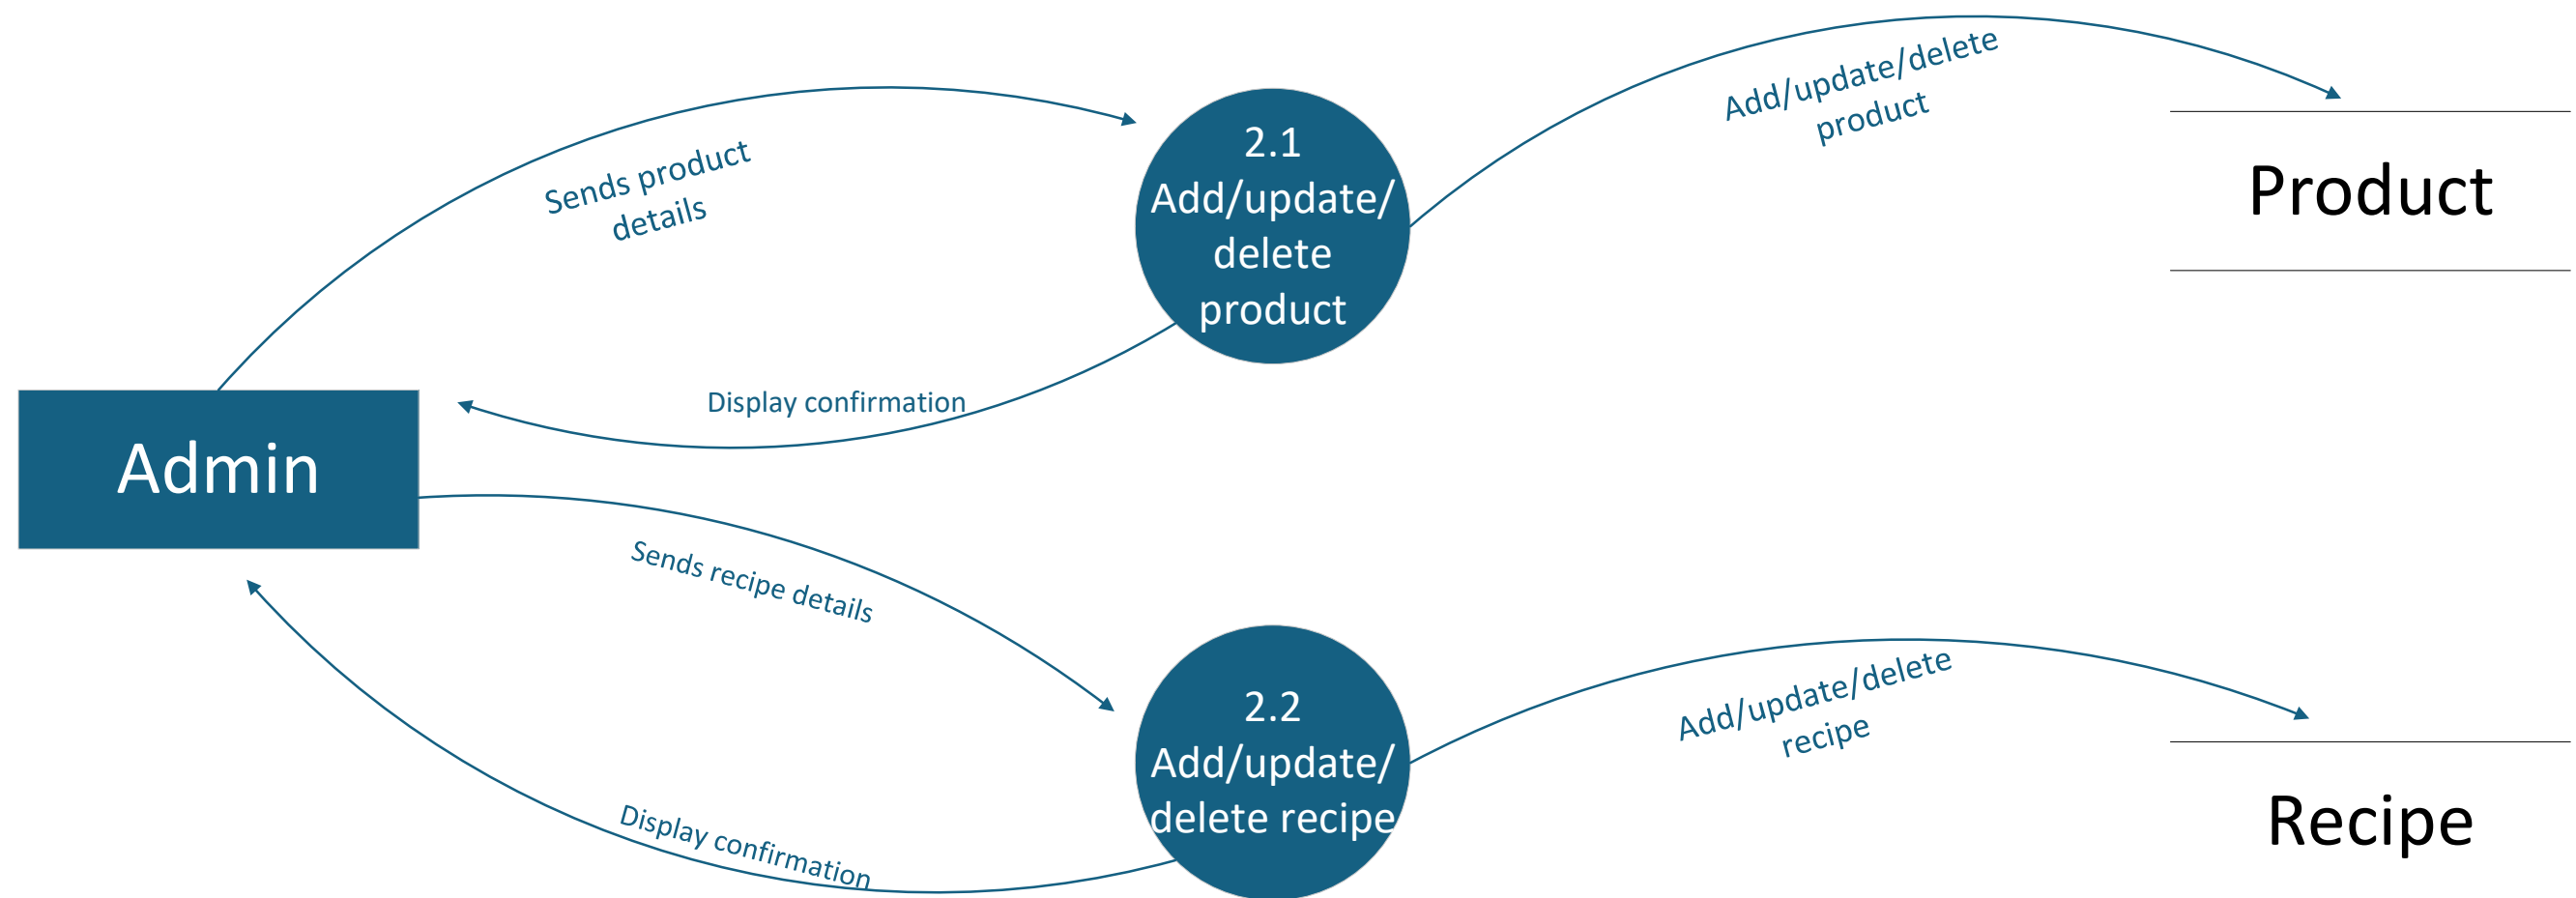 Sends product
details
2.1
Add/update/
delete
product
Add/update/delete
product
Product
Display confirmation
Admin
Sends recipe details
2.2
Add/update/
delete recipe
Add/update/delete
recipe
Recipe
Display confirmation